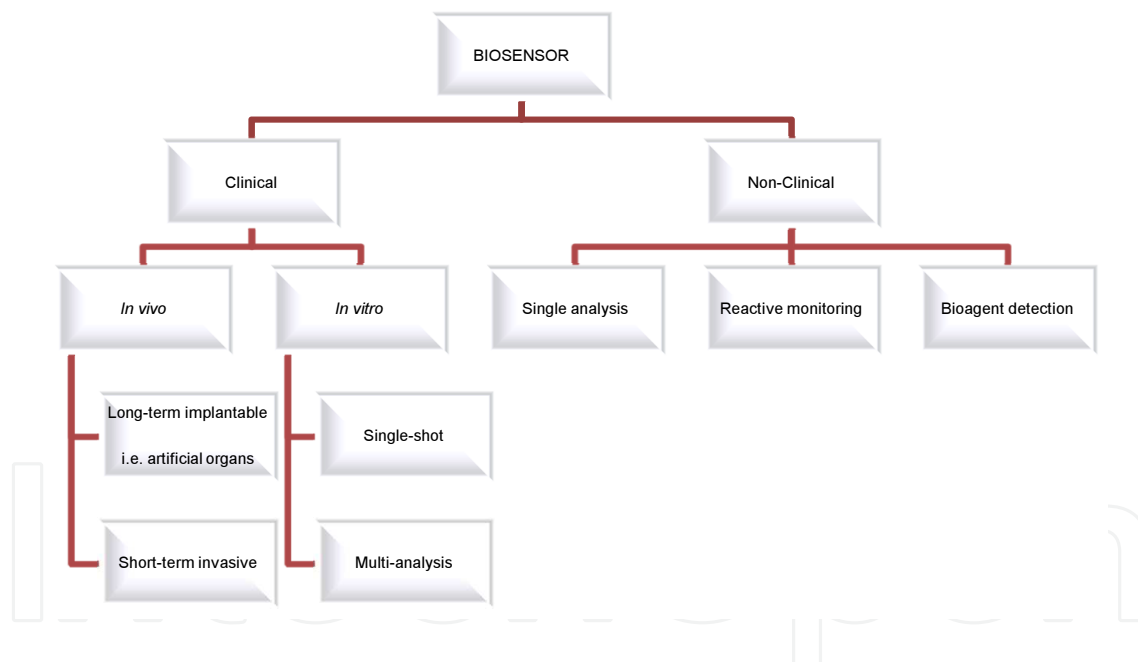 BIOSENSOR
Clinical
Non-Clinical
In vivo
In vitro
Single analysis
Reactive monitoring
Bioagent detection
Long-term implantable
i.e. artificial organs
Single-shot
Short-term invasive
Multi-analysis